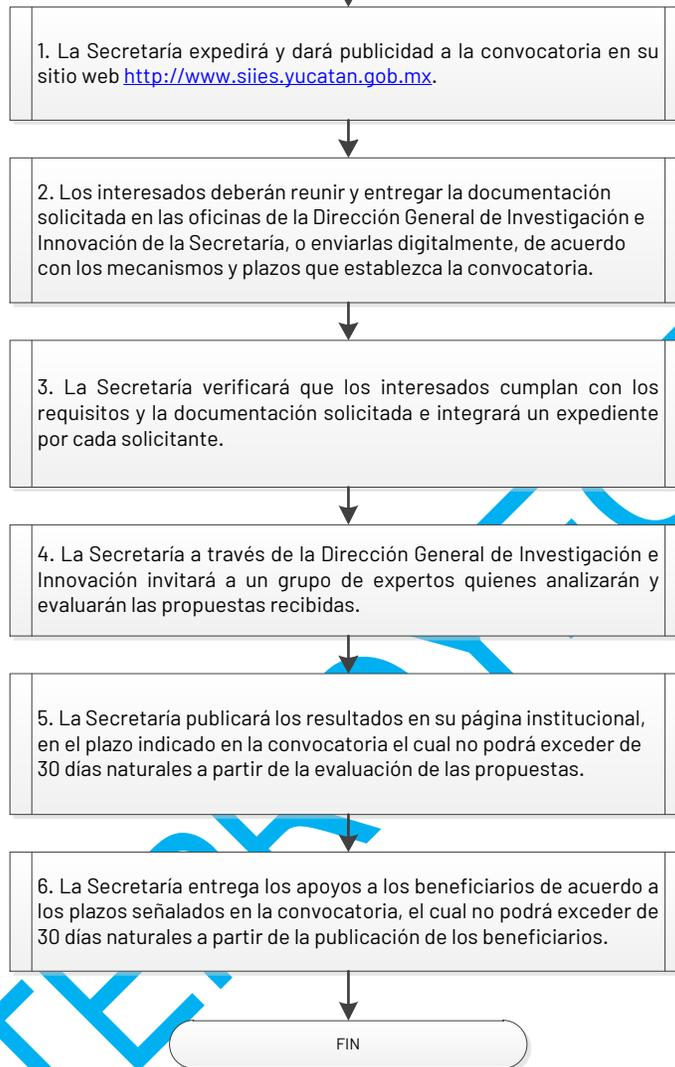 1. La Secretaría expedirá y dará publicidad a la convocatoria en su
sitio web http://www.siies.yucatan.gob.mx.
2. Los interesados deberán reunir y entregar la documentación
solicitada en las oficinas de la Dirección General de Investigación e
Innovación de la Secretaría, o enviarlas digitalmente, de acuerdo
con los mecanismos y plazos que establezca la convocatoria.
3. La Secretaría verificará que los interesados cumplan con los
requisitos y la documentación solicitada e integrará un expediente
por cada solicitante.
4. La Secretaría a través de la Dirección General de Investigación e
Innovación invitará a un grupo de expertos quienes analizarán y
evaluarán las propuestas recibidas.
5. La Secretaría publicará los resultados en su página institucional,
en el plazo indicado en la convocatoria el cual no podrá exceder de
30 días naturales a partir de la evaluación de las propuestas.
6. La Secretaría entrega los apoyos a los beneficiarios de acuerdo a
los plazos señalados en la convocatoria, el cual no podrá exceder de
30 días naturales a partir de la publicación de los beneficiarios.
FIN